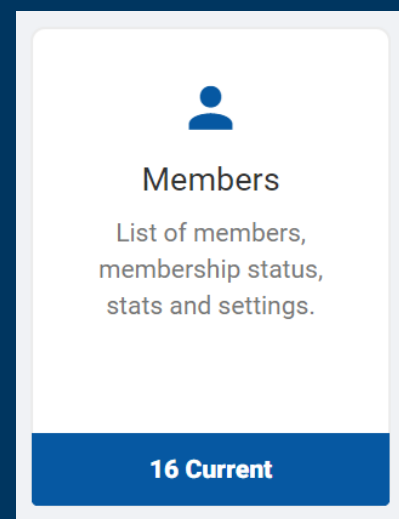 Members
List of members,
membership status,
stats and settings.
16 Current